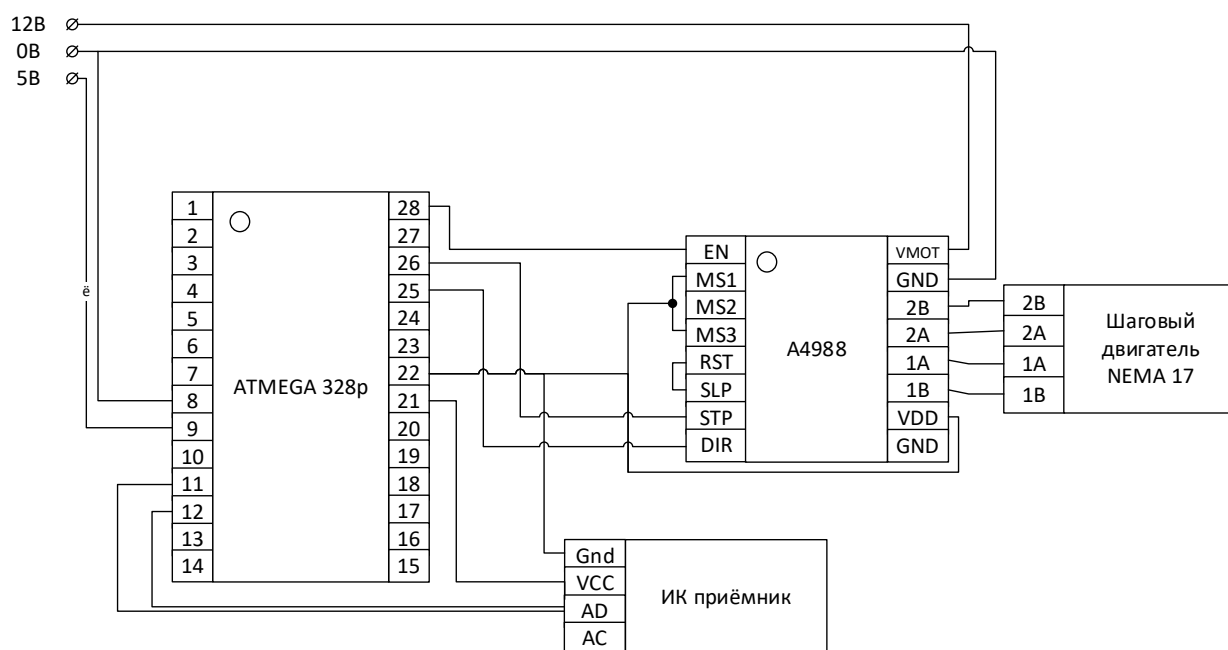 12В
0В
5В
ё
1
2
3
4
5
6
7
8
9
10
11
12
13
14
ATMEGA 328p
28
27
26
25
24
23
22
21
20
19
18
17
16
15
EN
MS1
MS2
MS3
RST
SLP
STP
DIR
A4988
VMOT
GND
2B
2A
1A
1B
VDD
GND
2B
2A
1A
1B
Шаговый
двигатель
NEMA 17
Gnd
VCC
AD
AC
ИК приёмник